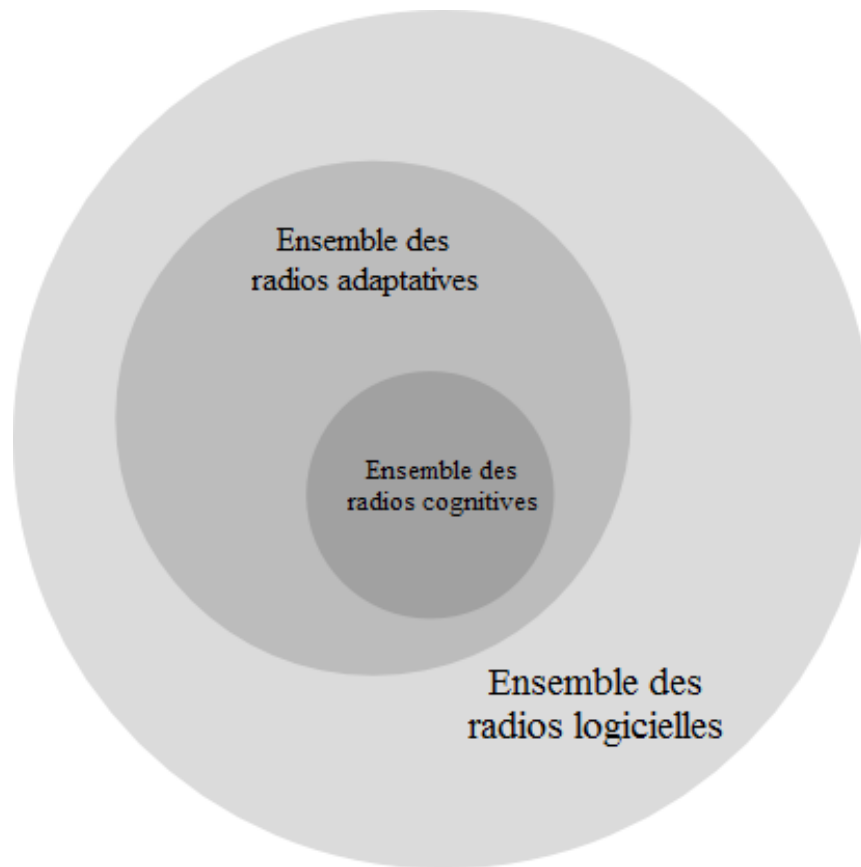 Ensemble des
radios adaptatives
Ensemble des
radios cognitives
Ensemble des
radios logicielles